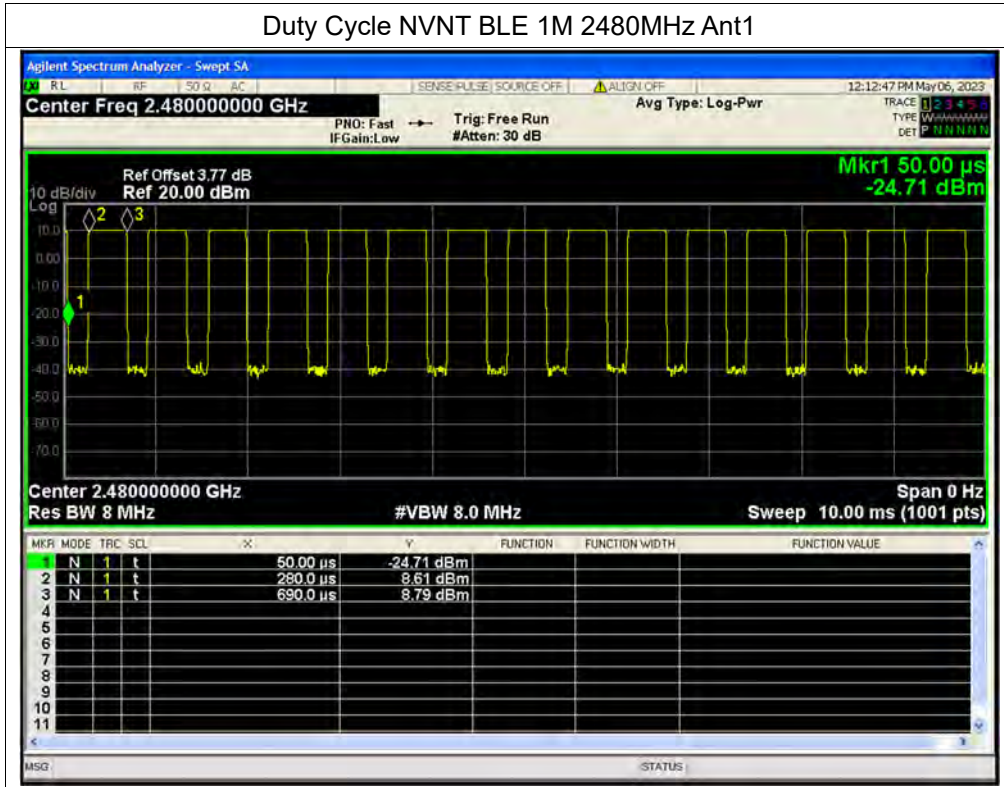 Duty Cycle NVNT BLE 1M 2480MHz Ant1
Agilent Spectrum Analyzer - Swept SA
LXI RL RF 50 Ω AC SENSE:PULSE SOURCE OFF ALIGN OFF 12:12:47 PM May 06, 2023
Center Freq 2.480000000 GHz Avg Type: Log-Pwr TRACE 1 2 3 4 5 6
PNO: Fast Trig: Free Run TYPE W
IFGain:Low #Atten: 30 dB DET P N N N N N
Mkr1 50.00 µs
Ref Offset 3.77 dB
10 dB/div Ref 20.00 dBm -24.71 dBm
Log
2 3
10.0
0.00
-10.0
1
-20.0
-30.0
-40.0
-50.0
-60.0
-70.0
Center 2.480000000 GHz Span 0 Hz
Res BW 8 MHz #VBW 8.0 MHz Sweep 10.00 ms (1001 pts)
MKR MODE TRC SCL X Y FUNCTION FUNCTION WIDTH FUNCTION VALUE
1 N 1 t 50.00 µs -24.71 dBm
2 N 1 t 280.0 µs 8.61 dBm
3 N 1 t 690.0 µs 8.79 dBm
4
5
6
7
8
9
10
11
MSG STATUS